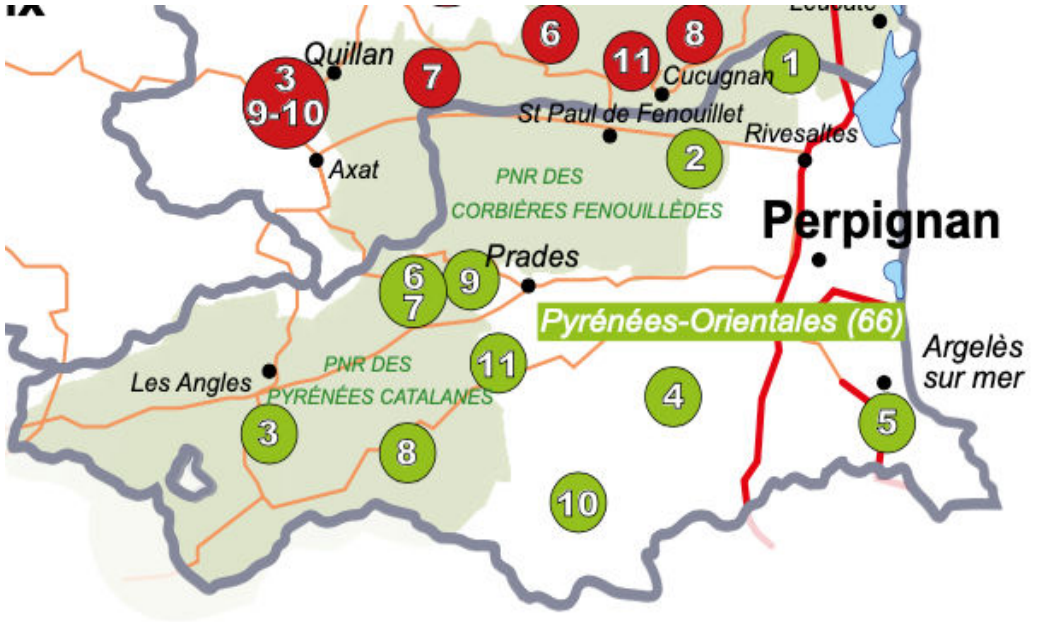 6
8
Quillan
11
1
3
9-10
7
Cucugnan
St Paul de Fenouillet
Rivesaltes
2
Axat
PNR DES
CORBIÈRES FENOUILLÈDES
Perpignan
Prades
6
7
9
Pyrénées-Orientales (66)
Argelès
sur mer
PNR DES
PYRÉNÉES CATALANES
Les Angles
11
4
3
5
8
10